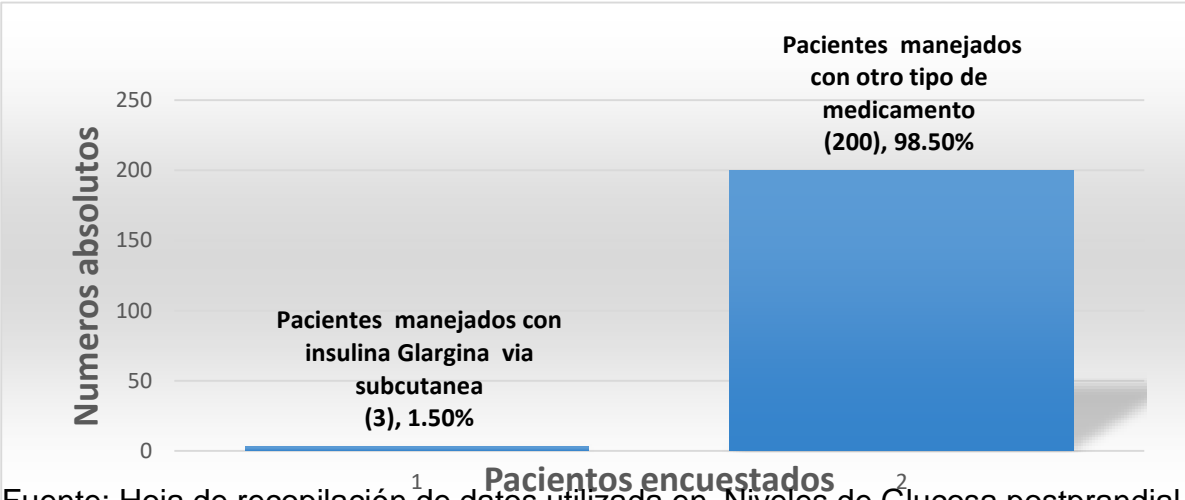 Pacientes manejados
con otro tipo de
medicamento
(200), 98.50%
250
200
150
100
50
0
Numeros absolutos
Pacientes manejados con
insulina Glargina via
subcutanea
(3), 1.50%
1
2
Pacientos encuestados
Fuente: Hoja de recopilación de datos utilizada en Niveles de Glucosa postprandial